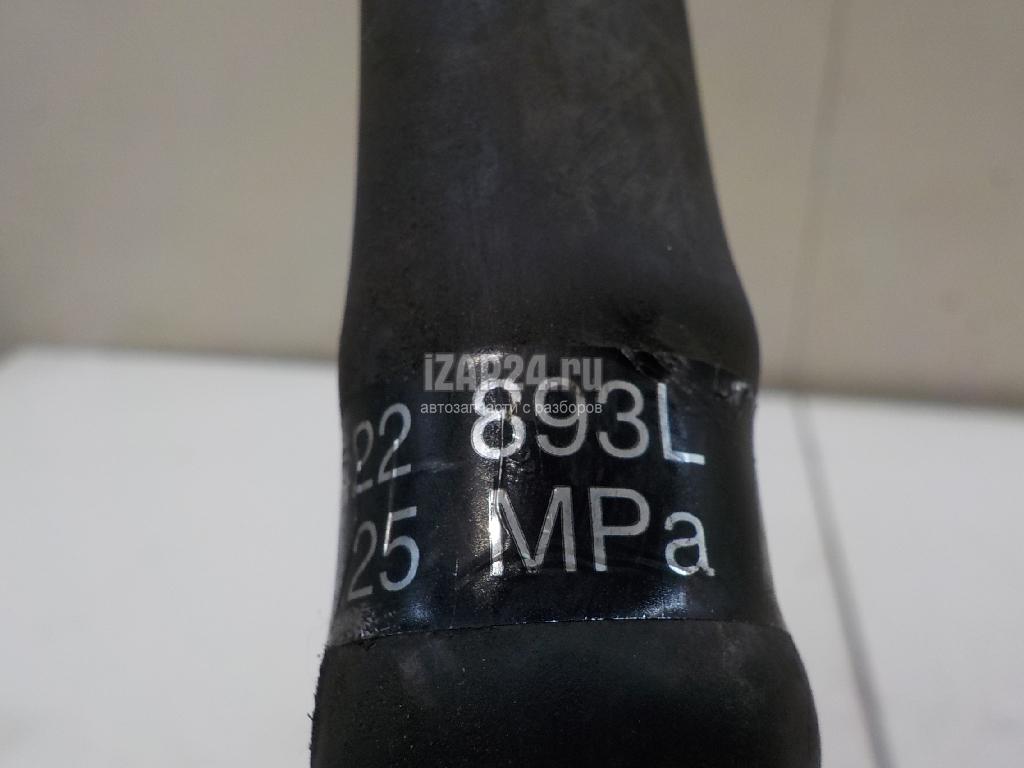 iZAP24.ru
автозапчасти с разборов
22 893L
25 MPa